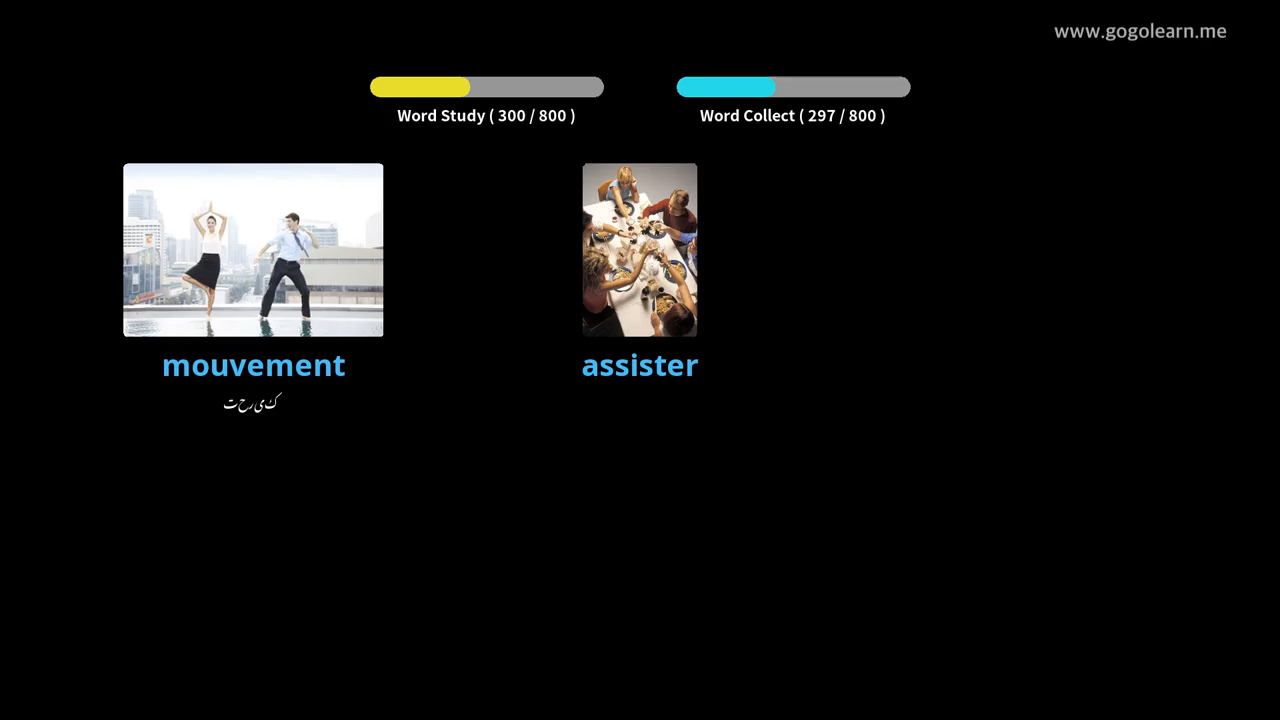 www.gogolearn.me
Word Study ( 300 / 800 )
Word Collect ( 297 / 800 )
mouvement
assister
تحریک